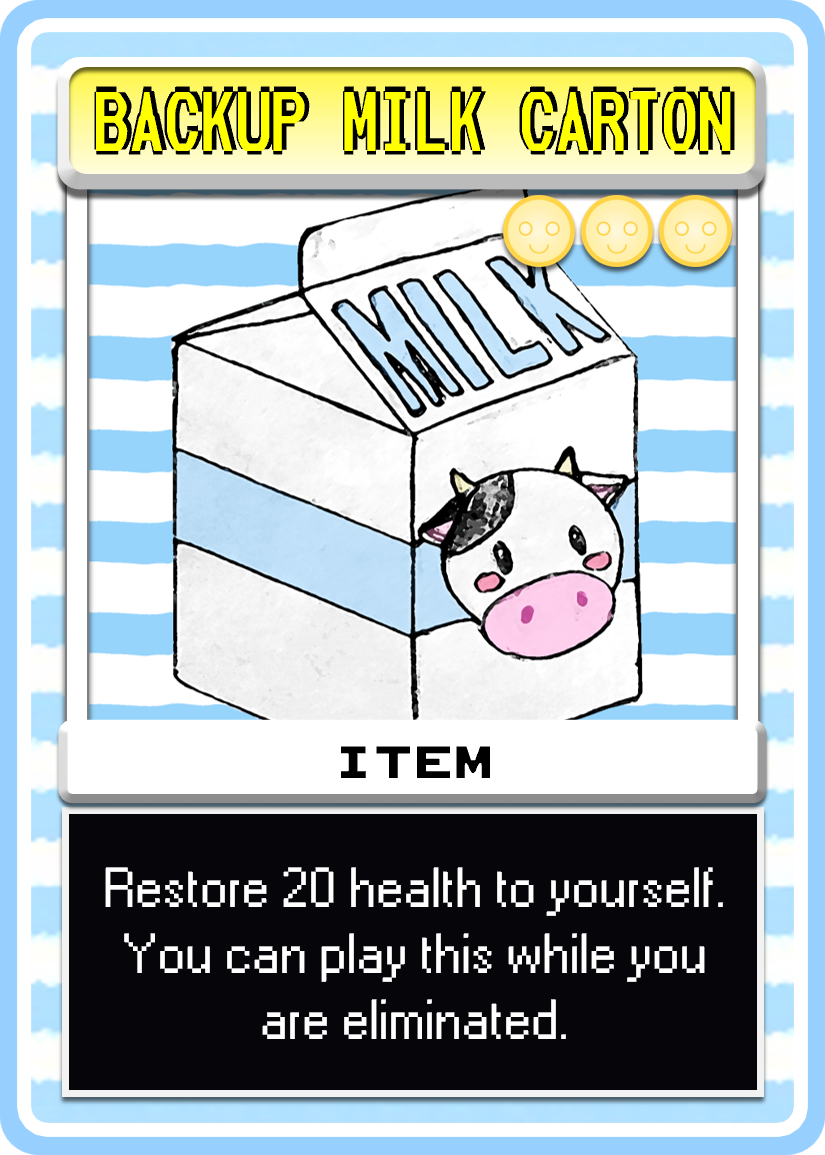 BACKUP MILK CARTON
MILK
ITEM
Restore 20 health to yourself.
You can play this while you
are eliminated.